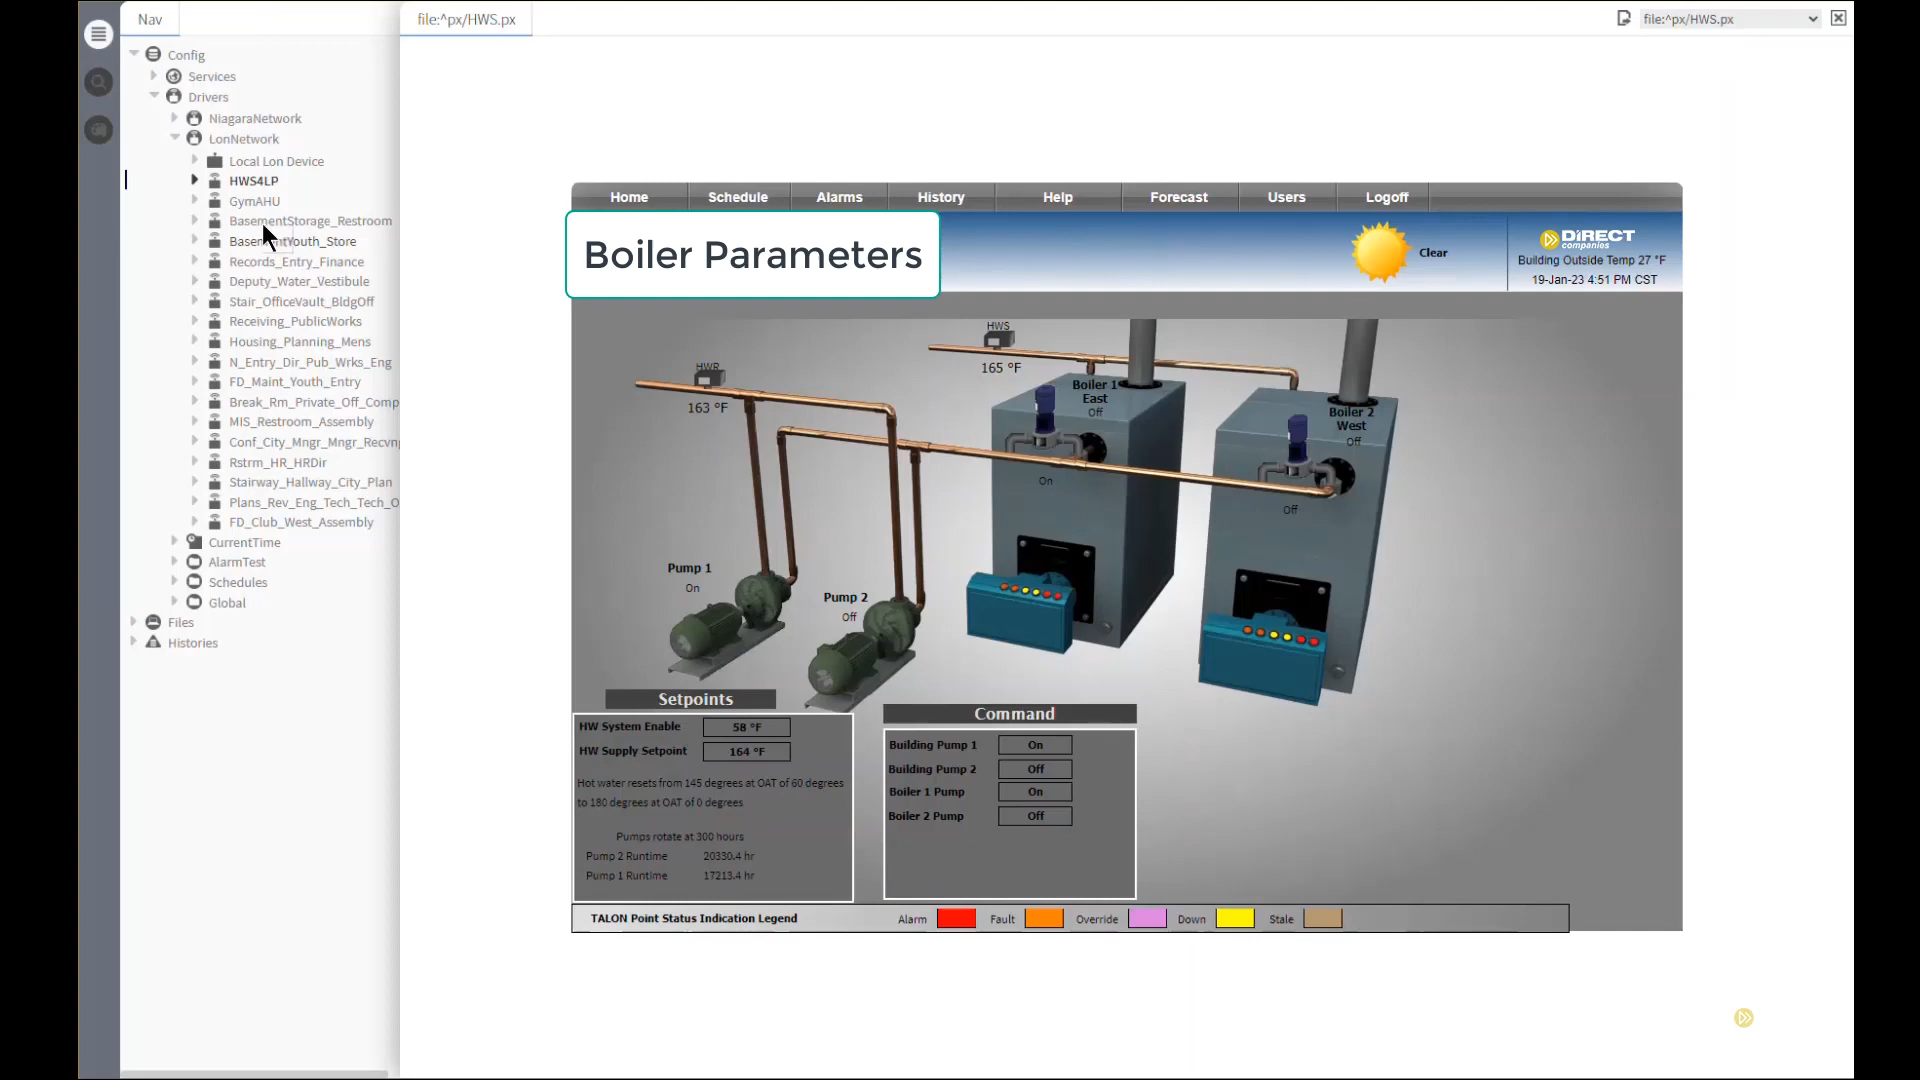 Nav
file:^px/HWS.px
file:^px/HWS.px
Config
Services
Drivers
NiagaraNetwork
LonNetwork
Local Lon Device
HWS4LP
GymAHU
BasementStorage_Restroom
BasementYouth_Store
Records_Entry_Finance
Deputy_Water_Vestibule
Stair_OfficeVault_BldgOff
Receiving_PublicWorks
Housing_Planning_Mens
N_Entry_Dir_Pub_Wrks_Eng
FD_Maint_Youth_Entry
Break_Rm_Private_Off_Comp
MIS_Restroom_Assembly
Conf_City_Mngr_Mngr_Recvng
Rstrm_HR_HRDir
Stairway_Hallway_City_Plan
Plans_Rev_Eng_Tech_Tech_O
FD_Club_West_Assembly
CurrentTime
AlarmTest
Schedules
Global
Files
Histories
Home Schedule Alarms History Help Forecast Users Logoff
Boiler Parameters
Clear
DIRECT
companies
Building Outside Temp 27 °F
19-Jan-23 4:51 PM CST
HWS
165 °F
HWR
163 °F
Boiler 1
East
Off
Boiler 2
West
Off
On
Off
Pump 1
On
Pump 2
Off
Setpoints
HW System Enable 58 °F
HW Supply Setpoint 164 °F
Hot water resets from 145 degrees at OAT of 60 degrees
to 180 degrees at OAT of 0 degrees
Pumps rotate at 300 hours
Pump 2 Runtime 20330.4 hr
Pump 1 Runtime 17213.4 hr
Command
Building Pump 1 On
Building Pump 2 Off
Boiler 1 Pump On
Boiler 2 Pump Off
TALON Point Status Indication Legend Alarm Fault Override Down Stale